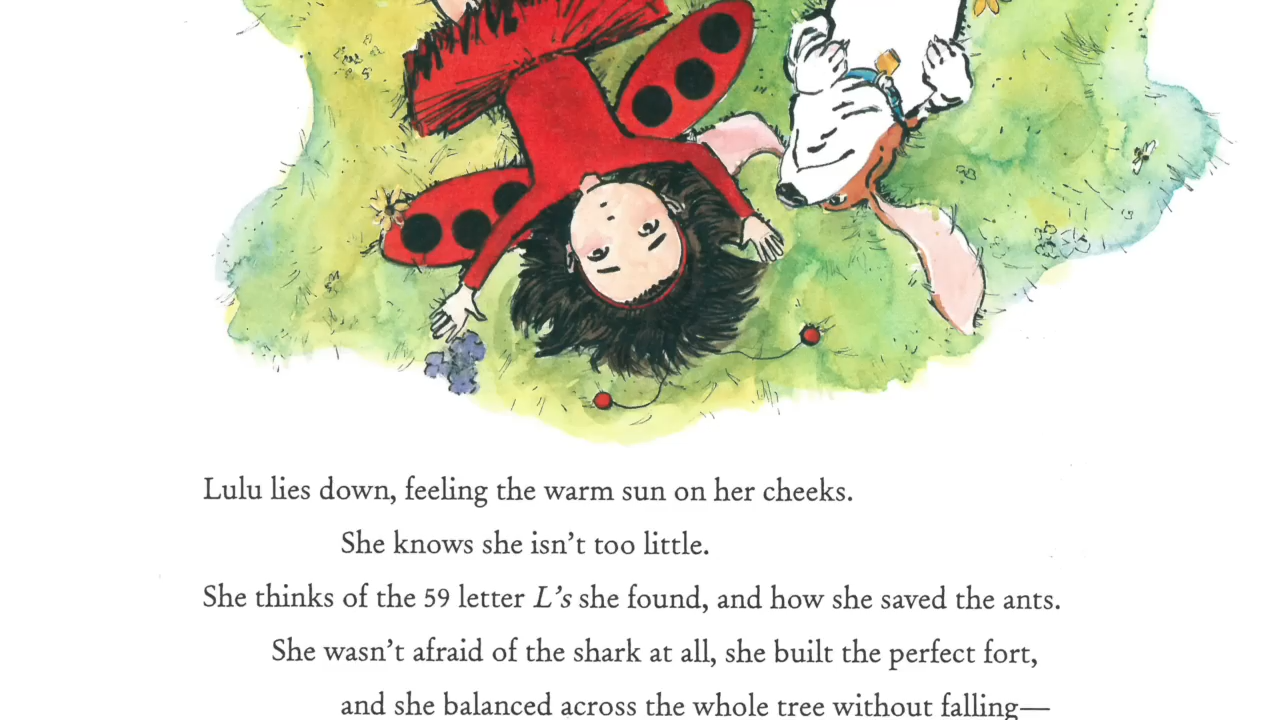 Lulu lies down, feeling the warm sun on her cheeks.
She knows she isn't too little.
She thinks of the 59 letter L's she found, and how she saved the ants.
She wasn't afraid of the shark at all, she built the perfect fort,
and she balanced across the whole tree without falling—